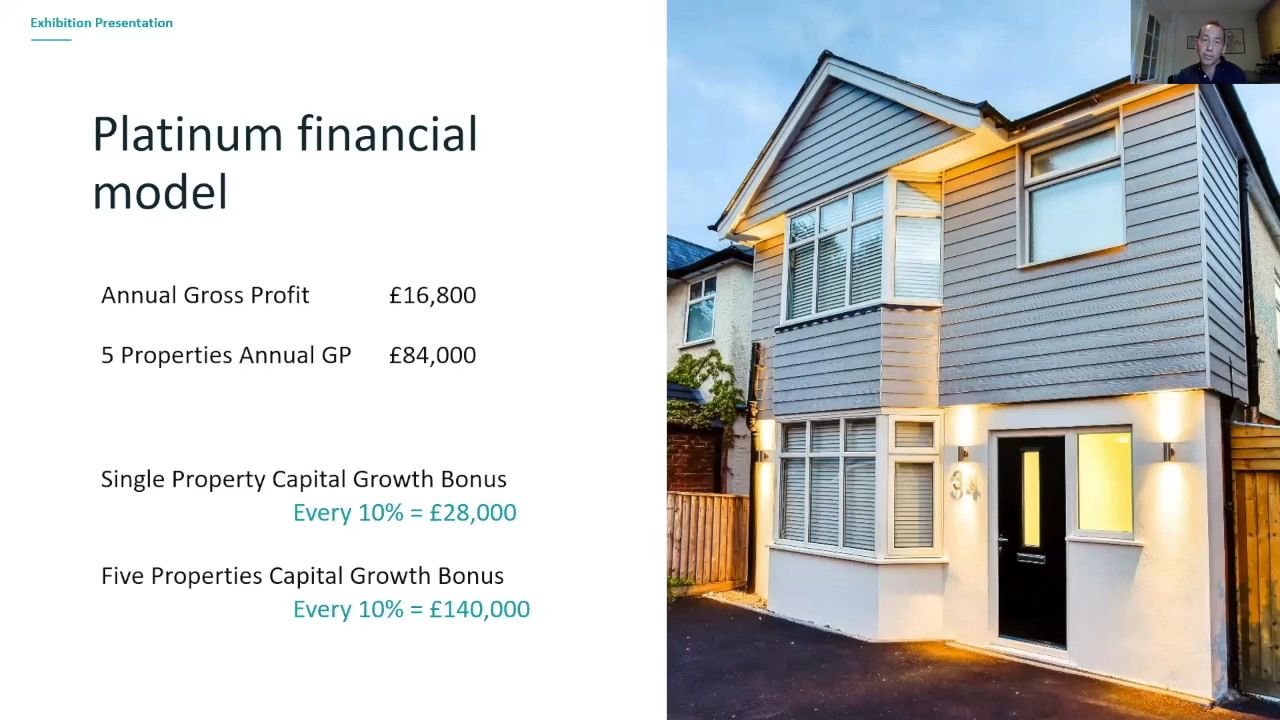 Exhibition Presentation
Platinum financial
model
Annual Gross Profit £16,800
5 Properties Annual GP £84,000
Single Property Capital Growth Bonus
Every 10% = £28,000
Five Properties Capital Growth Bonus
Every 10% = £140,000
34